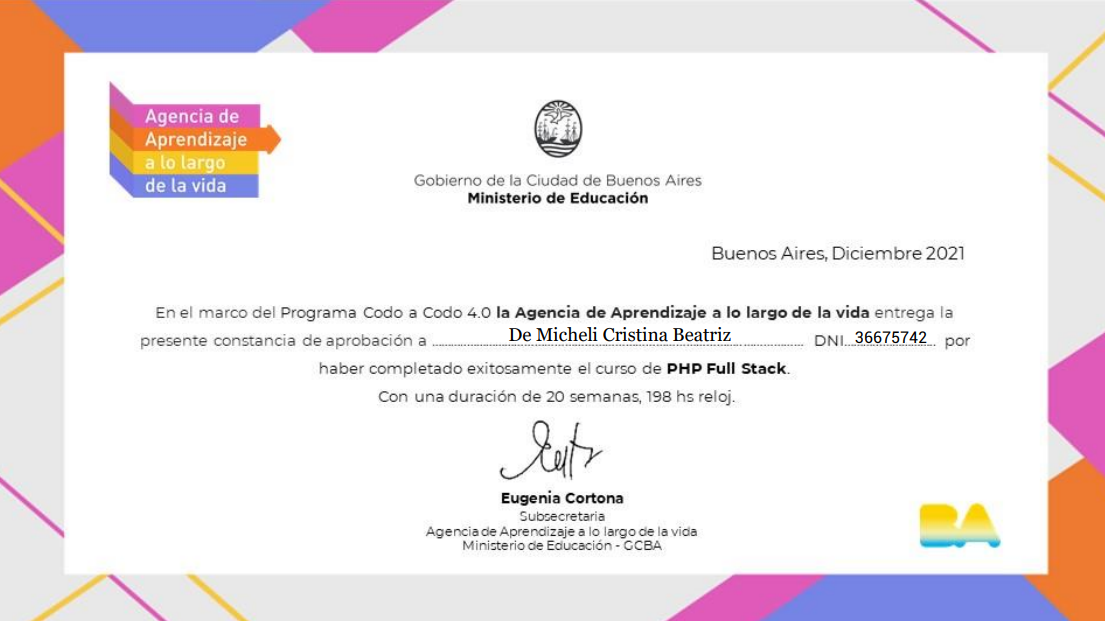 Agencia de
Aprendizaje
a lo largo
de la vida
Gobierno de la Ciudad de Buenos Aires
Ministerio de Educación
Buenos Aires, Diciembre 2021
En el marco del Programa Codo a Codo 4.0 la Agencia de Aprendizaje a lo largo de la vida entrega la
presente constancia de aprobación a De Micheli Cristina Beatriz DNI 36675742 por
haber completado exitosamente el curso de PHP Full Stack.
Con una duración de 20 semanas, 198 hs reloj.
Eugenia Cortona
Subsecretaria
Agencia de Aprendizaje a lo largo de la vida
Ministerio de Educación - GCBA
BA